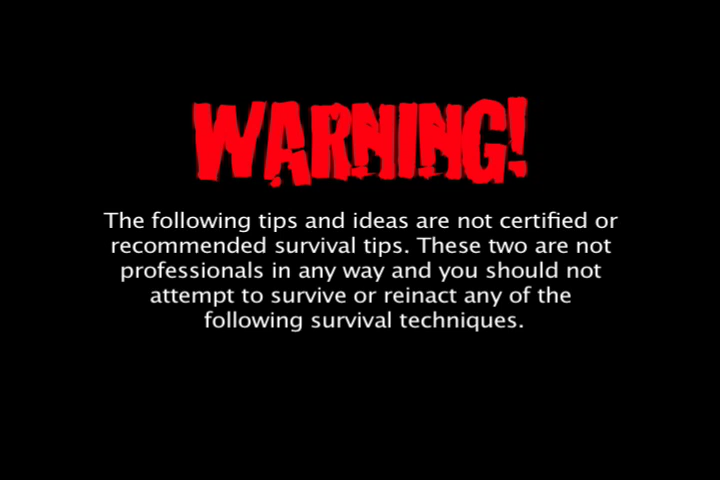 WARNING!
The following tips and ideas are not certified or
recommended survival tips. These two are not
professionals in any way and you should not
attempt to survive or reinact any of the
following survival techniques.